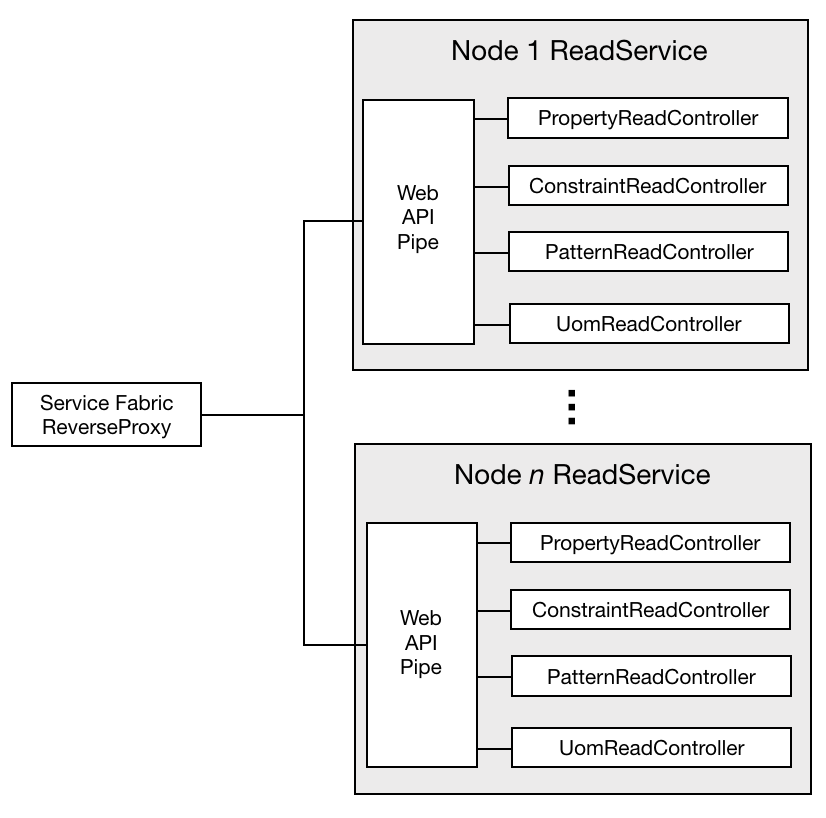 Node 1 ReadService
Web
API
Pipe
PropertyReadController
ConstraintReadController
PatternReadController
UomReadController
Service Fabric
ReverseProxy
Node n ReadService
Web
API
Pipe
PropertyReadController
ConstraintReadController
PatternReadController
UomReadController